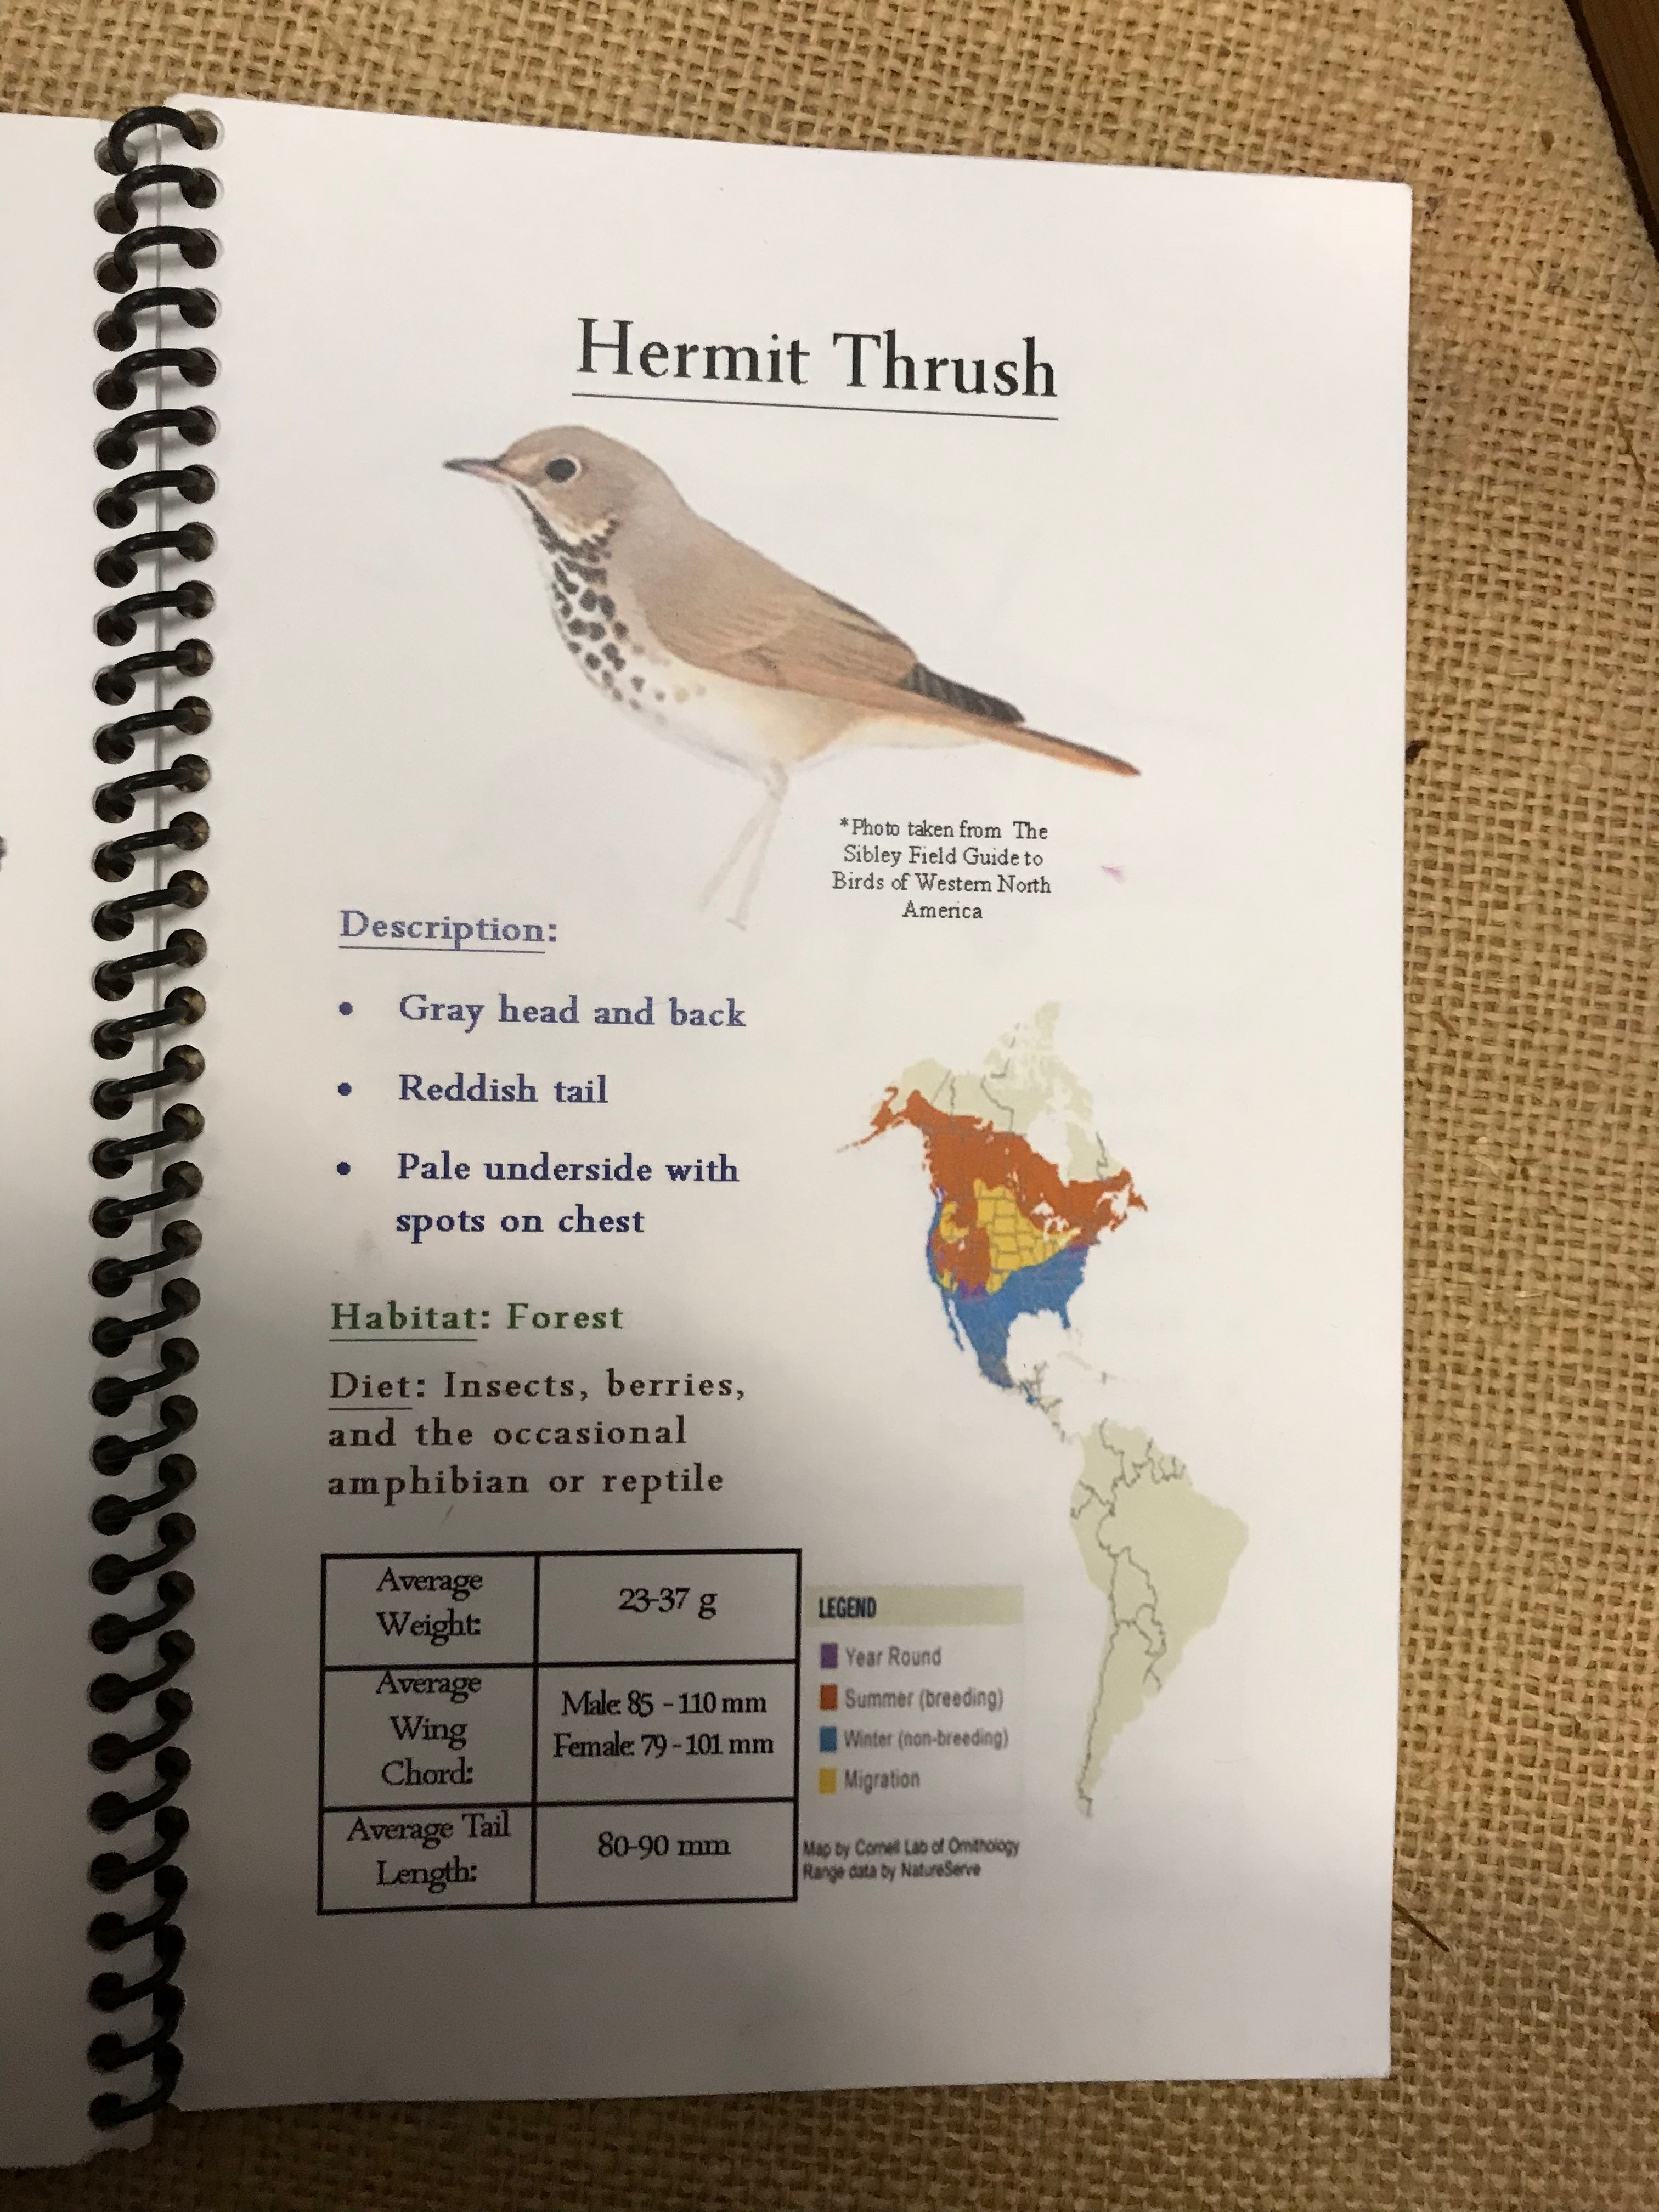 Hermit Thrush
*Photo taken from The
Sibley Field Guide to
Birds of Western North
America
Description:
• Gray head and back
• Reddish tail
• Pale underside with
spots on chest
Habitat: Forest
Diet: Insects, berries,
and the occasional
amphibian or reptile
Average
Weight:
23-37 g
Average
Wing
Chord:
Male: 85 - 110 mm
Female: 79 - 101 mm
Average Tail
Length:
80-90 mm
LEGEND
Year Round
Summer (breeding)
Winter (non-breeding)
Migration
Map by Cornell Lab of Ornithology
Range data by NatureServe